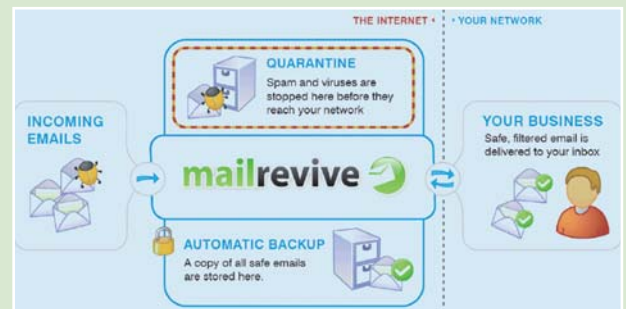 THE INTERNET
YOUR NETWORK
QUARANTINE
Spam and viruses are
stopped here before they
reach your network
INCOMING
EMAILS
mailrevive
YOUR BUSINESS
Safe, filtered email is
delivered to your inbox
AUTOMATIC BACKUP
A copy of all safe emails
are stored here.